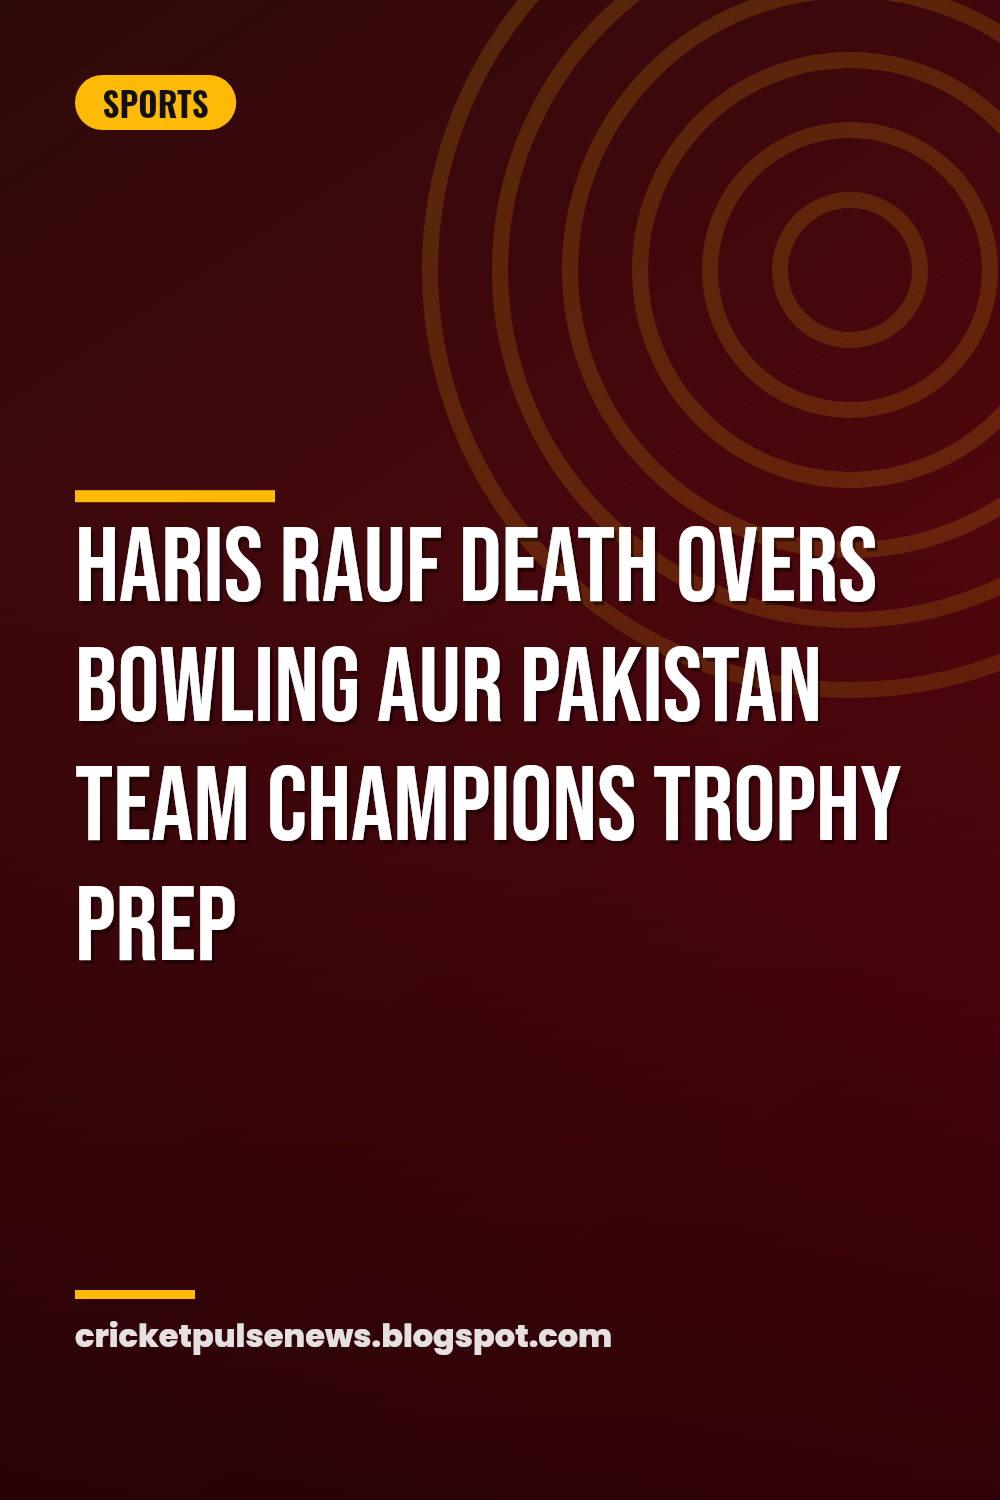 SPORTS
HARIS RAUF DEATH OVERS
BOWLING AUR PAKISTAN
TEAM CHAMPIONS TROPHY
PREP
cricketpulsenews.blogspot.com